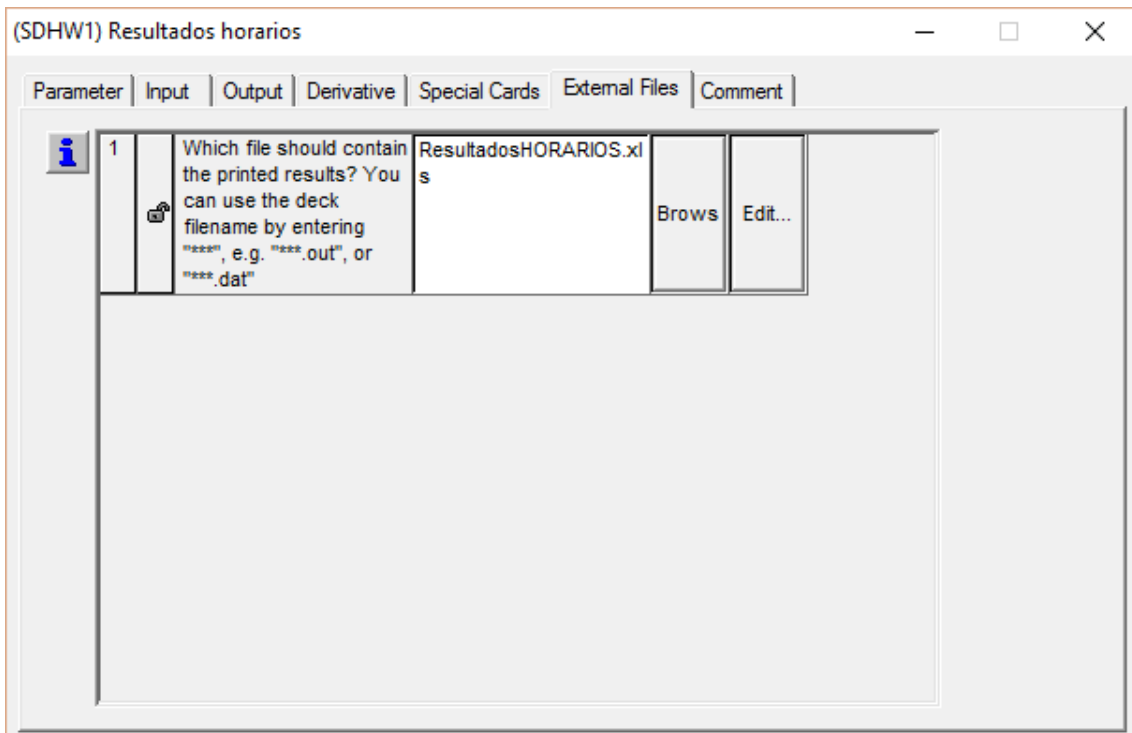 (SDHW1) Resultados horarios
Parameter Input Output Derivative Special Cards External Files Comment
i
1
Which file should contain
the printed results? You
can use the deck
filename by entering
"***", e.g. "***.out", or
"***.dat"
ResultadosHORARIOS.xl
s
Brows
Edit...